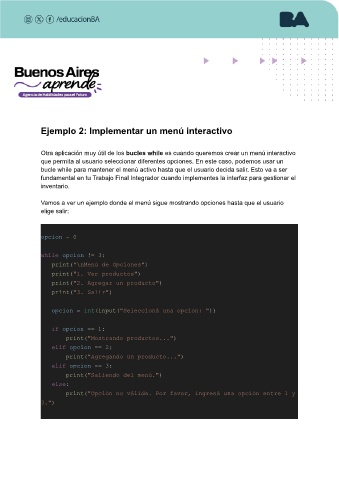 /educacionBA
BA
Buenos Aires
aprende
Agencia de Habilidades para el Futuro
Ejemplo 2: Implementar un menú interactivo
Otra aplicación muy útil de los bucles while es cuando queremos crear un menú interactivo
que permita al usuario seleccionar diferentes opciones. En este caso, podemos usar un
bucle while para mantener el menú activo hasta que el usuario decida salir. Esto va a ser
fundamental en tu Trabajo Final Integrador cuando implementes la interfaz para gestionar el
inventario.
Vamos a ver un ejemplo donde el menú sigue mostrando opciones hasta que el usuario
elige salir:
opcion = 0
while opcion != 3:
print("\nMenú de Opciones")
print("1. Ver productos")
print("2. Agregar un producto")
print("3. Salir")
opcion = int(input("Seleccioná una opción: "))
if opcion == 1:
print("Mostrando productos...")
elif opcion == 2:
print("Agregando un producto...")
elif opcion == 3:
print("Saliendo del menú.")
else:
print("Opción no válida. Por favor, ingresá una opción entre 1 y
3.")